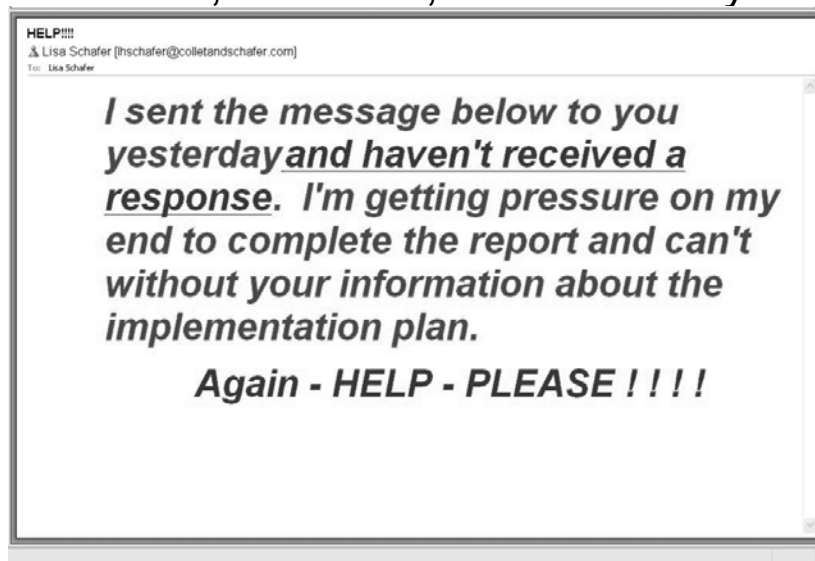 HELP!!!!
Lisa Schafer [lhschafer@colletandschafer.com]
To: Lisa Schafer
I sent the message below to you
yesterday and haven't received a
response. I'm getting pressure on my
end to complete the report and can't
without your information about the
implementation plan.
Again - HELP - PLEASE ! ! ! !